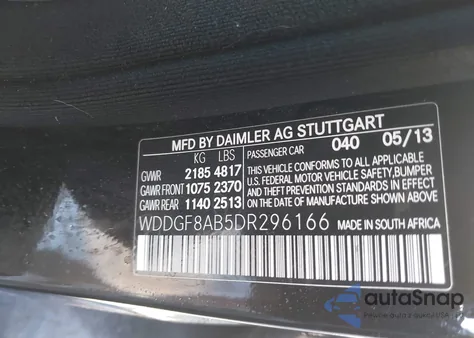 MFD BY DAIMLER AG STUTTGART
KG LBS PASSENGER CAR 040 05/13
GVWR 2185 4817 THIS VEHICLE CONFORMS TO ALL APPLICABLE
GAWR FRONT 1075 2370 U.S. FEDERAL MOTOR VEHICLE SAFETY, BUMPER
GAWR REAR 1140 2513 AND THEFT PREVENTION STANDARDS IN EFFECT ON THE DATE OF MANUFACTURE SHOWN ABOVE.
WDDGF8AB5DR296166 MADE IN SOUTH AFRICA
autoSnap